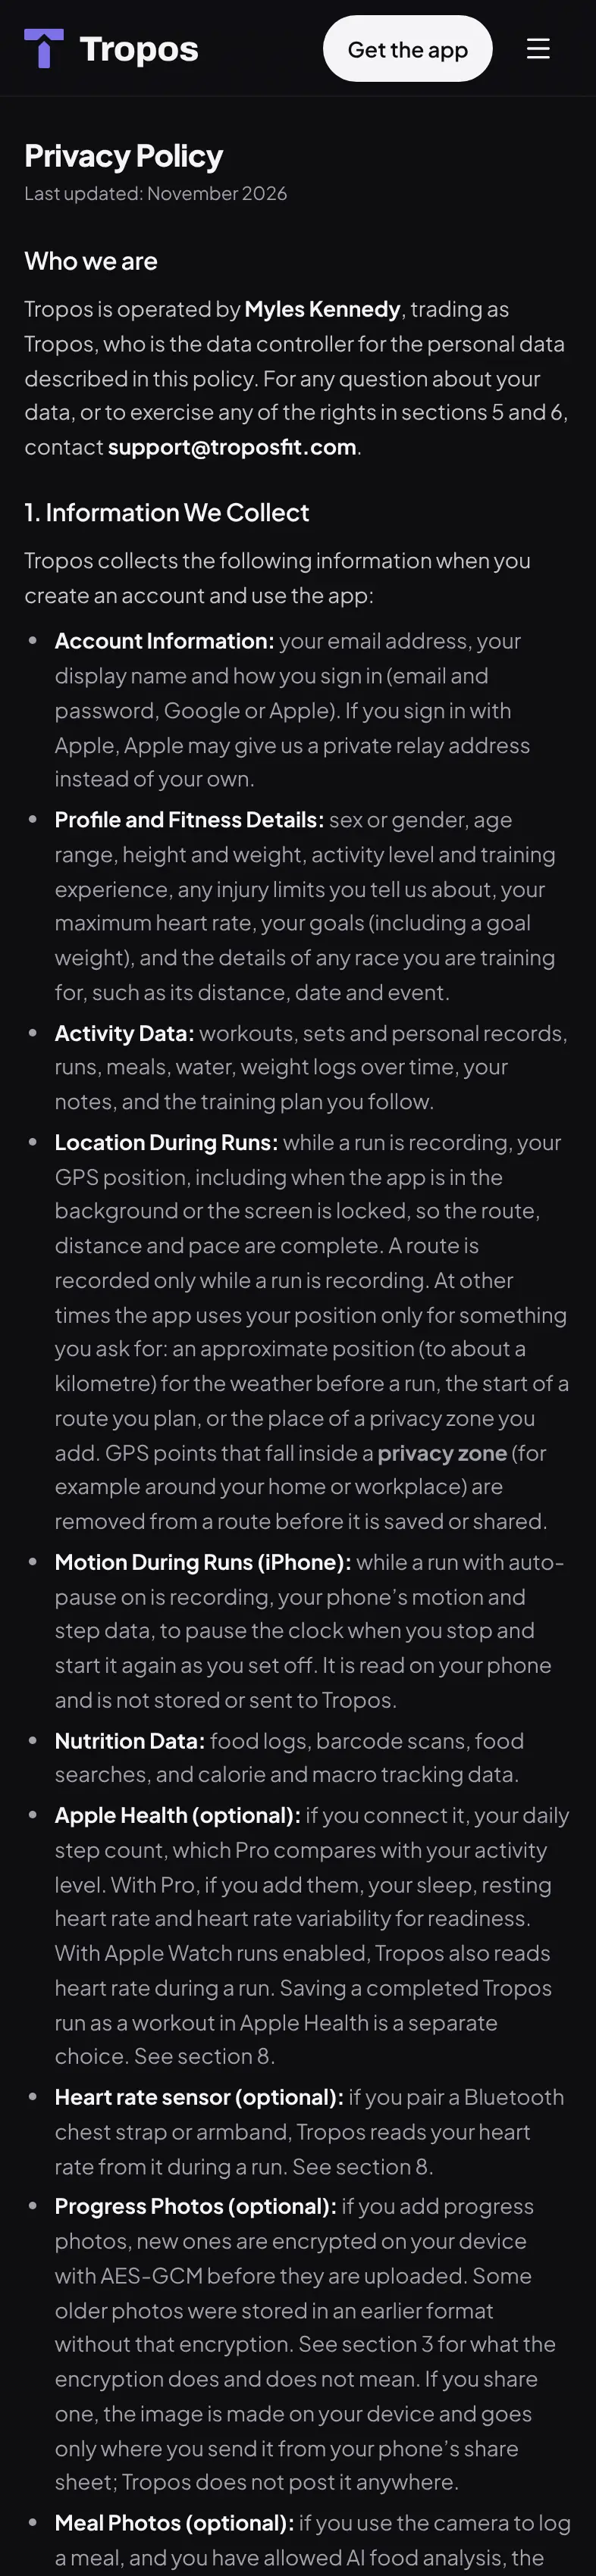 Tropos
Get the app
Privacy Policy
Last updated: November 2026
Who we are
Tropos is operated by Myles Kennedy, trading as
Tropos, who is the data controller for the personal data
described in this policy. For any question about your
data, or to exercise any of the rights in sections 5 and 6,
contact support@troposfit.com.
1. Information We Collect
Tropos collects the following information when you
create an account and use the app:
• Account Information: your email address, your
display name and how you sign in (email and
password, Google or Apple). If you sign in with
Apple, Apple may give us a private relay address
instead of your own.
• Profile and Fitness Details: sex or gender, age
range, height and weight, activity level and training
experience, any injury limits you tell us about, your
maximum heart rate, your goals (including a goal
weight), and the details of any race you are training
for, such as its distance, date and event.
• Activity Data: workouts, sets and personal records,
runs, meals, water, weight logs over time, your
notes, and the training plan you follow.
• Location During Runs: while a run is recording, your
GPS position, including when the app is in the
background or the screen is locked, so the route,
distance and pace are complete. A route is
recorded only while a run is recording. At other
times the app uses your position only for something
you ask for: an approximate position (to about a
kilometre) for the weather before a run, the start of a
route you plan, or the place of a privacy zone you
add. GPS points that fall inside a privacy zone (for
example around your home or workplace) are
removed from a route before it is saved or shared.
• Motion During Runs (iPhone): while a run with auto-
pause on is recording, your phone’s motion and
step data, to pause the clock when you stop and
start it again as you set off. It is read on your phone
and is not stored or sent to Tropos.
• Nutrition Data: food logs, barcode scans, food
searches, and calorie and macro tracking data.
• Apple Health (optional): if you connect it, your daily
step count, which Pro compares with your activity
level. With Pro, if you add them, your sleep, resting
heart rate and heart rate variability for readiness.
With Apple Watch runs enabled, Tropos also reads
heart rate during a run. Saving a completed Tropos
run as a workout in Apple Health is a separate
choice. See section 8.
• Heart rate sensor (optional): if you pair a Bluetooth
chest strap or armband, Tropos reads your heart
rate from it during a run. See section 8.
• Progress Photos (optional): if you add progress
photos, new ones are encrypted on your device
with AES-GCM before they are uploaded. Some
older photos were stored in an earlier format
without that encryption. See section 3 for what the
encryption does and does not mean. If you share
one, the image is made on your device and goes
only where you send it from your phone’s share
sheet; Tropos does not post it anywhere.
• Meal Photos (optional): if you use the camera to log
a meal, and you have allowed AI food analysis, the